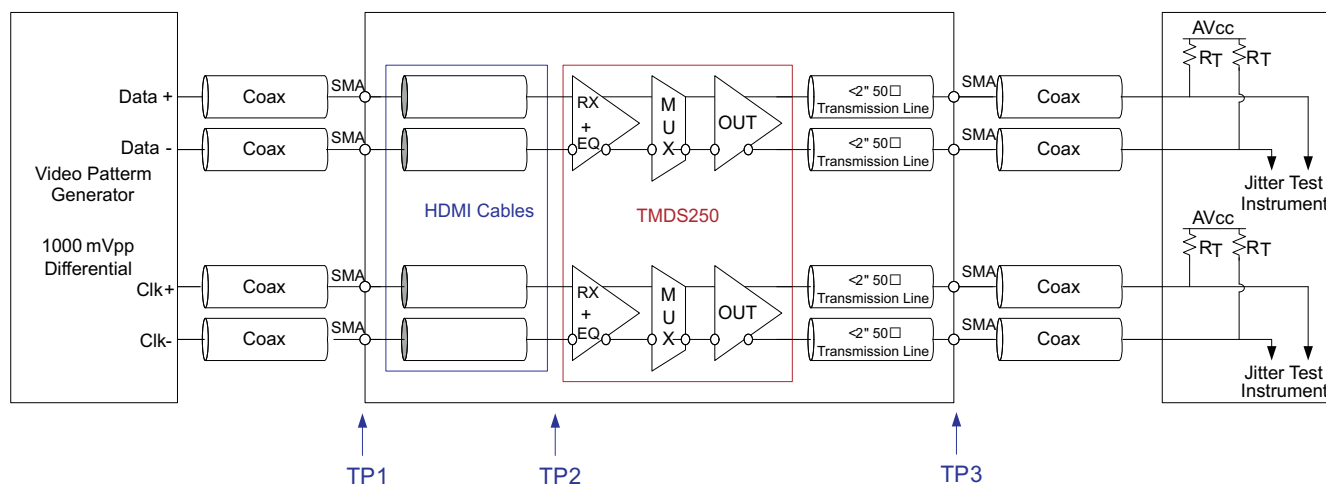 Data +
Data -
Video Patterm
Generator
1000 mVpp
Differential
Clk+
Clk-
Coax
Coax
Coax
Coax
SMA
SMA
SMA
SMA
TP1
HDMI Cables
TP2
RX
+
EQ
M
U
X
OUT
TMDS250
RX
+
EQ
M
U
X
OUT
<2" 50□
Transmission Line
<2" 50□
Transmission Line
<2" 50□
Transmission Line
<2" 50□
Transmission Line
TP3
SMA
SMA
SMA
SMA
Coax
Coax
Coax
Coax
AVcc
RT
RT
Jitter Test
Instrument
AVcc
RT
RT
Jitter Test
Instrument